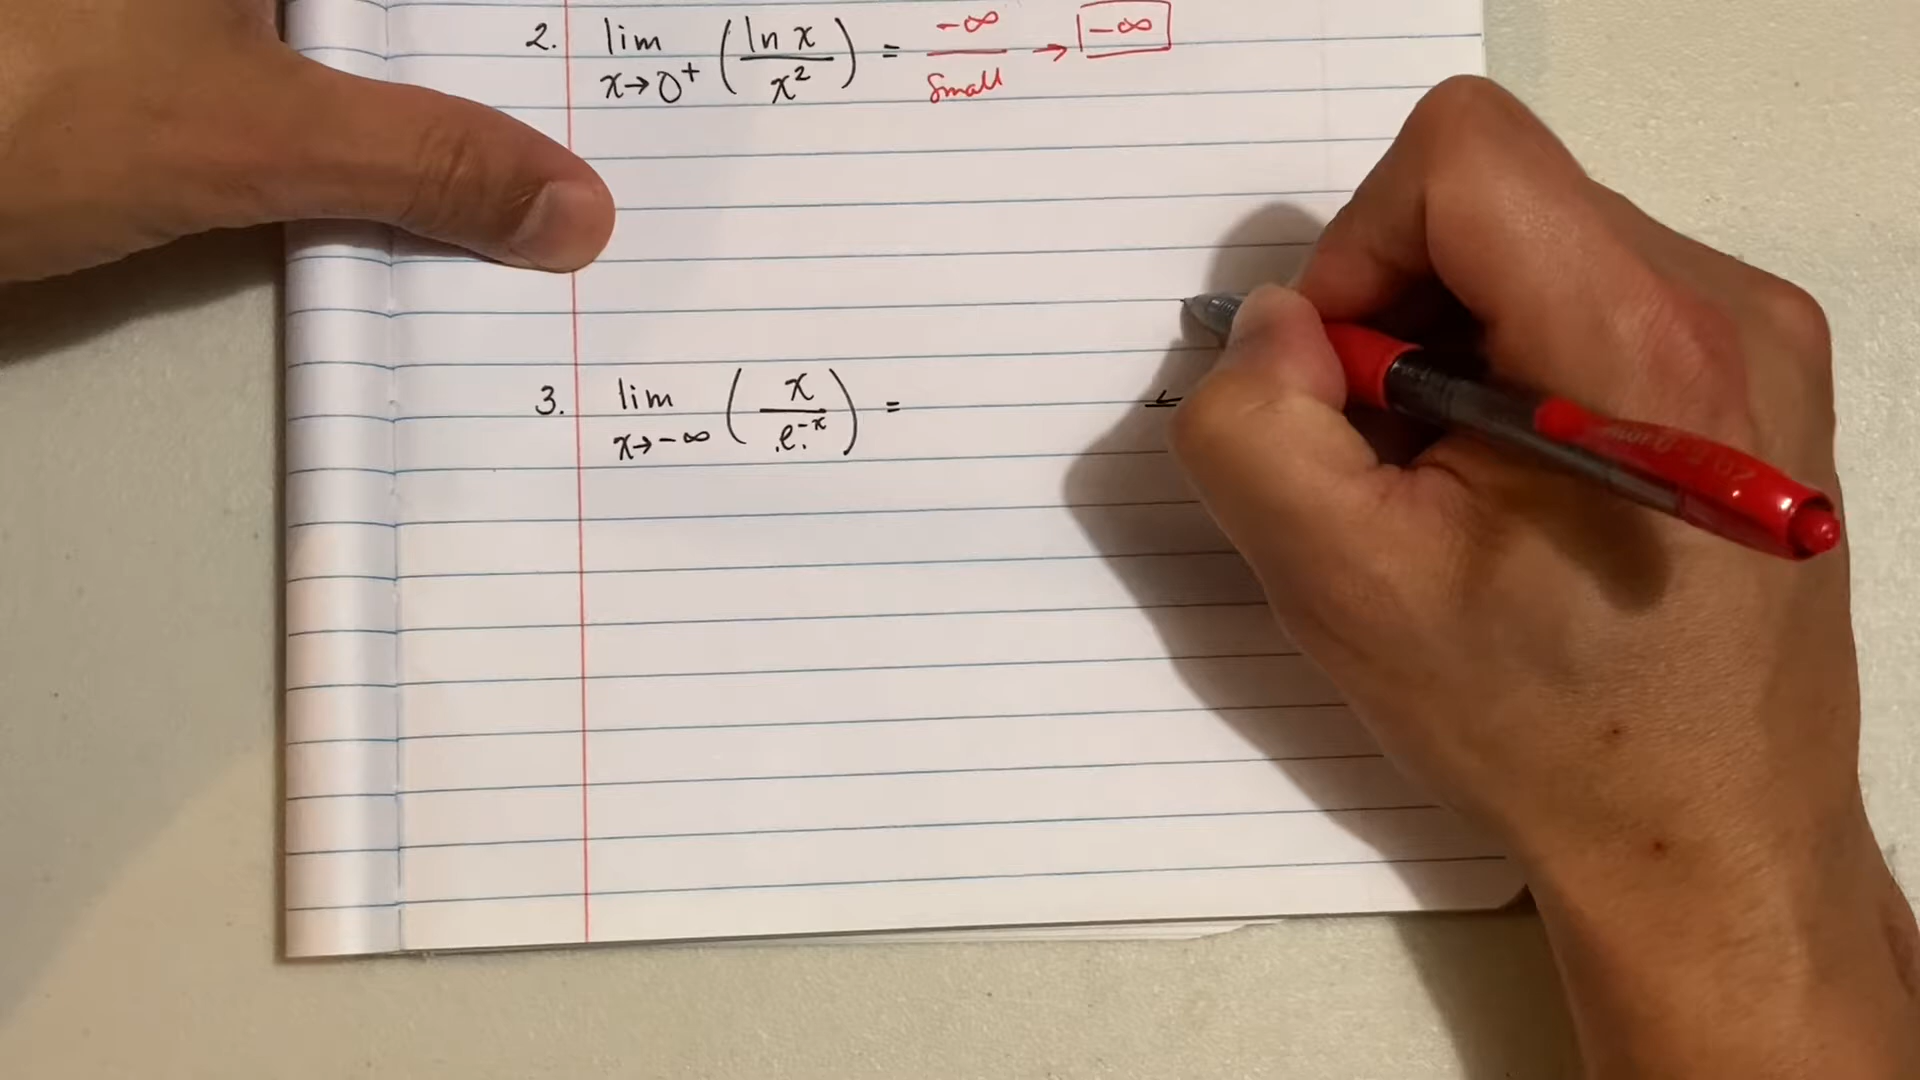 2. lim x→0⁺ (ln x / x²) = -∞ / small → -∞
3. lim x→-∞ (x / e⁻ˣ) =